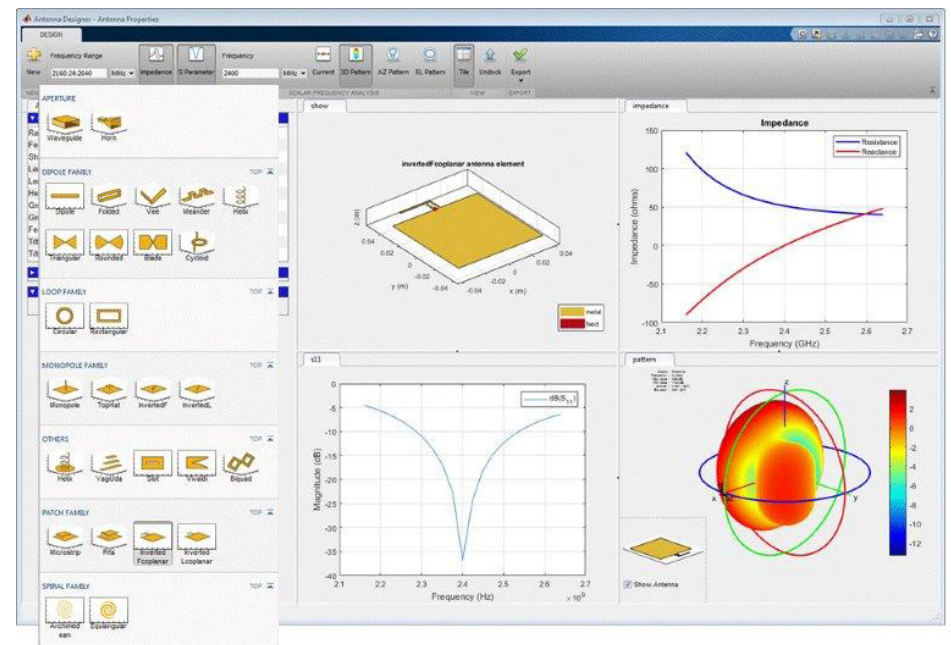 Antenna Designer - Antenna Properties
DESIGN
Frequency Range
Frequency
New
2160:24:2640
MHz
Impedance
S Parameter
2400
MHz
Current
3D Pattern
AZ Pattern
EL Pattern
Tile
Undock
Export
SCALAR FREQUENCY ANALYSIS
VIEW
EXPORT
APERTURE
Waveguide
Horn
DIPOLE FAMILY
TOP
Dipole
Folded
Vee
Meander
Helix
Triangular
Rounded
Blade
Cycloid
LOOP FAMILY
TOP
Circular
Rectangular
MONOPOLE FAMILY
TOP
Monopole
TopHat
InvertedF
InvertedL
OTHERS
TOP
Helix
YagiUda
Slot
Vivaldi
Biquad
PATCH FAMILY
TOP
Microstrip
Pifa
Inverted
Fcoplanar
Inverted
Lcoplanar
SPIRAL FAMILY
TOP
Archimed
ean
Equiangular
show
invertedFcoplanar antenna element
z (m)
0.04
0.02
0
-0.02
-0.04
y (m)
-0.04
-0.02
0
0.02
0.04
x (m)
metal
feed
impedance
Impedance
150
100
50
0
-50
-100
Impedance (ohms)
Resistance
Reactance
2.1
2.2
2.3
2.4
2.5
2.6
2.7
Frequency (GHz)
s11
0
-5
-10
-15
-20
-25
-30
-35
-40
Magnitude (dB)
dB(S11)
2.1
2.2
2.3
2.4
2.5
2.6
2.7
Frequency (Hz)
× 10⁹
pattern
z
x
y
2
0
-2
-4
-6
-8
-10
-12
Show Antenna